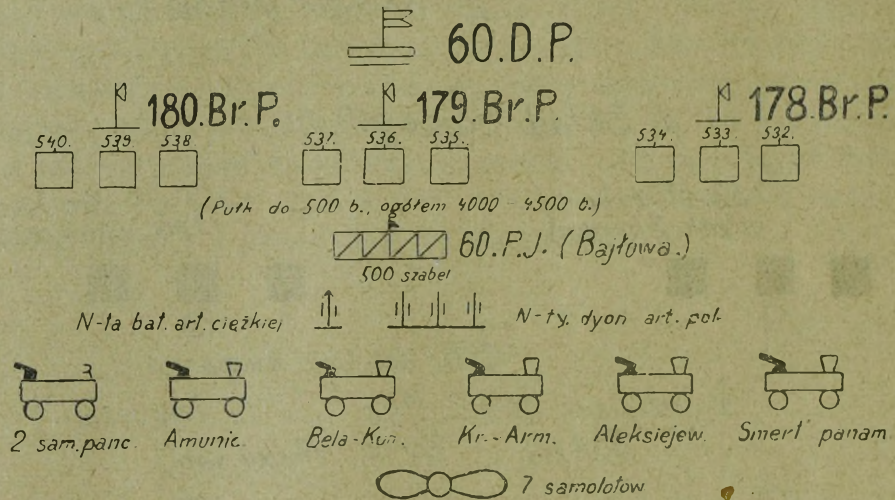 60.D.P.
180.Br.P. 179.Br.P. 178.Br.P.
540. 539. 538 537. 536. 535. 534. 533. 532.
(Pułk do 500 b., ogółem 4000 - 4500 b.)
60.P.J. (Bajłowa.)
500 szabel
N-ta bat. art. ciężkiej N-ty. dyon art. pol.
2 sam. panc. Amunic. Bela-Kun. Kr.-Arm. Aleksiejew. Smert' panam
7 samolotow